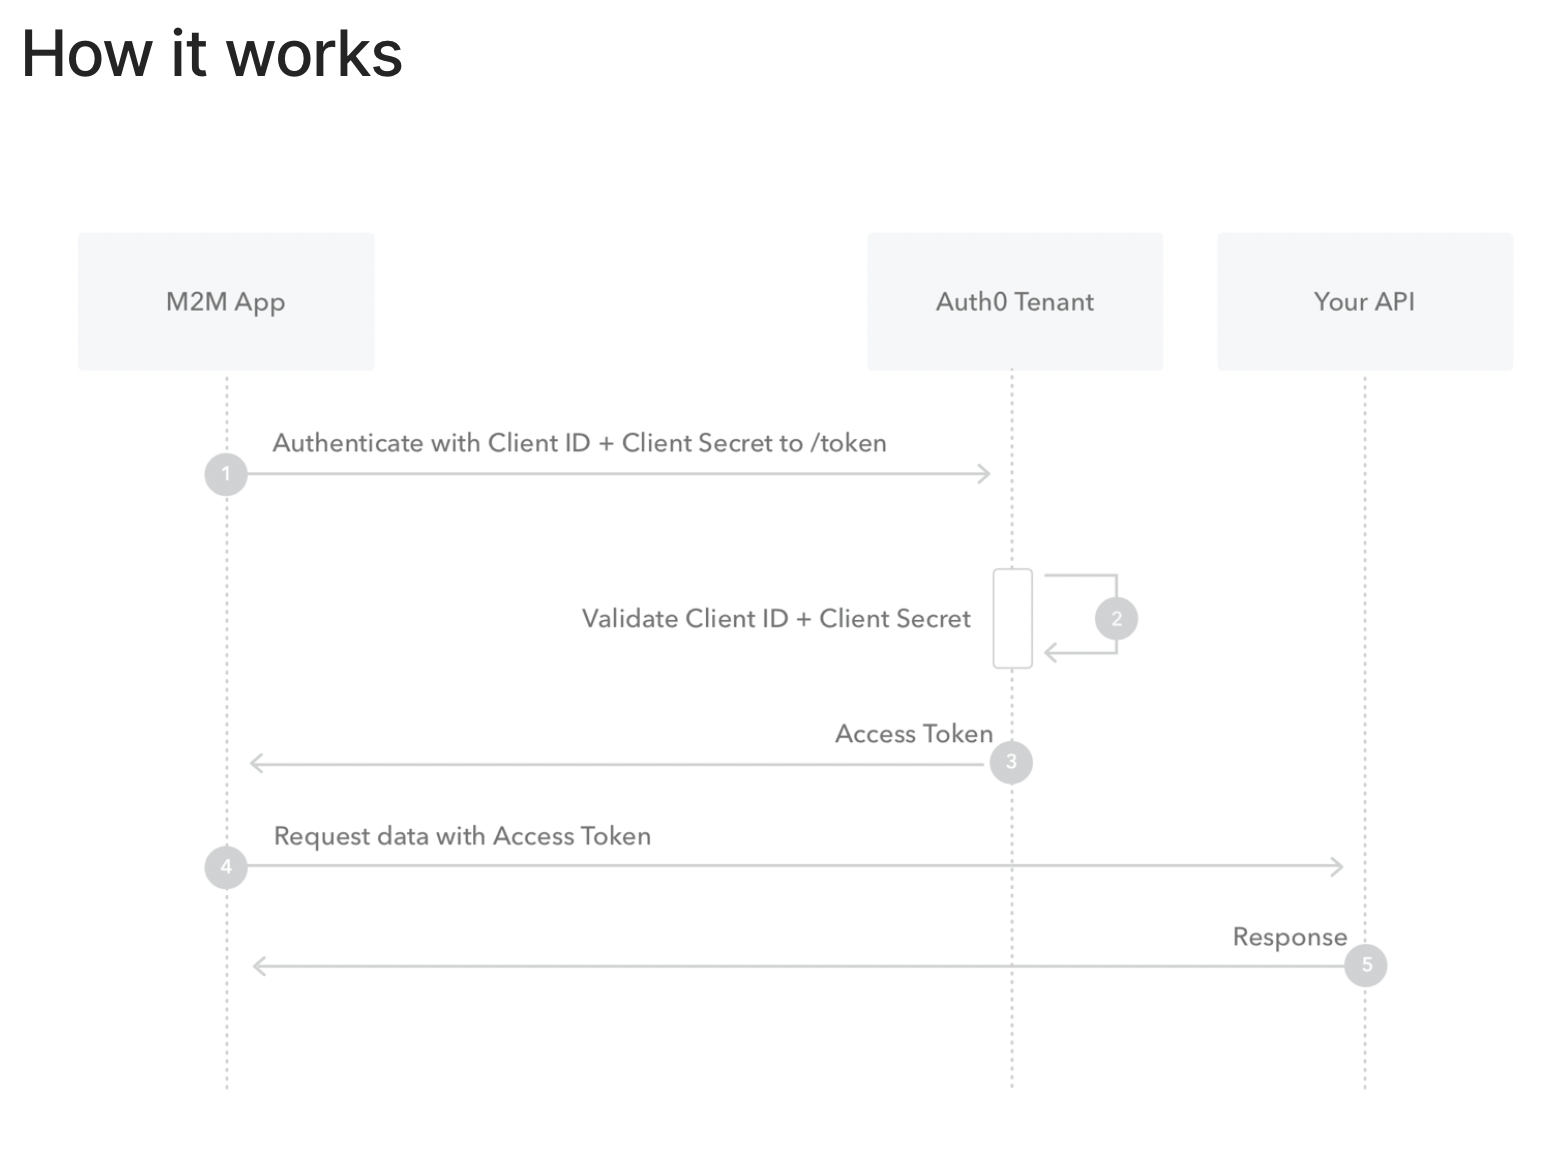 How it works
M2M App
Auth0 Tenant
Your API
Authenticate with Client ID + Client Secret to /token
1
Validate Client ID + Client Secret
2
Access Token
3
Request data with Access Token
4
Response
5